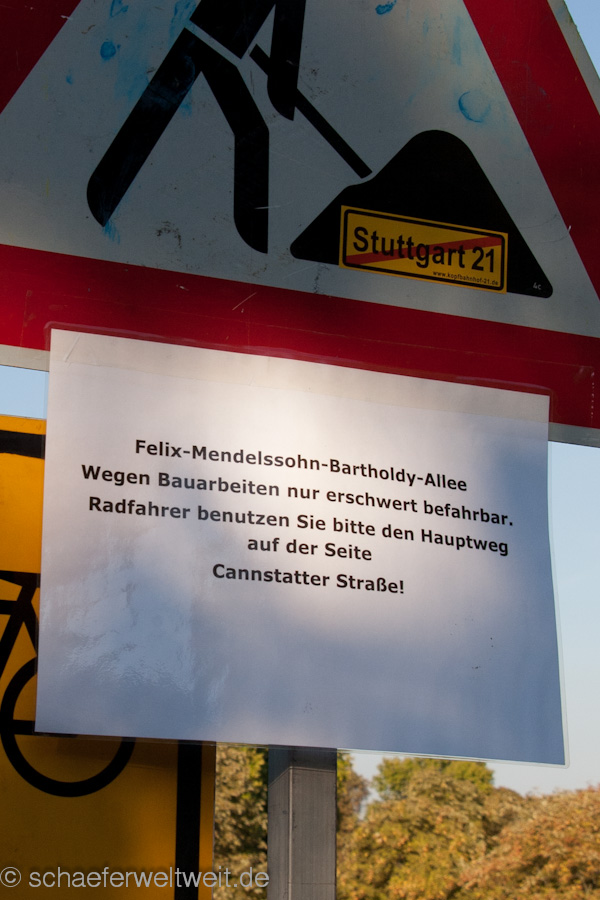 Stuttgart 21
www.kopfbahnhof-21.de
4c
Felix-Mendelssohn-Bartholdy-Allee
Wegen Bauarbeiten nur erschwert befahrbar.
Radfahrer benutzen Sie bitte den Hauptweg
auf der Seite
Cannstatter Straße!
© schaeferweltweit.de